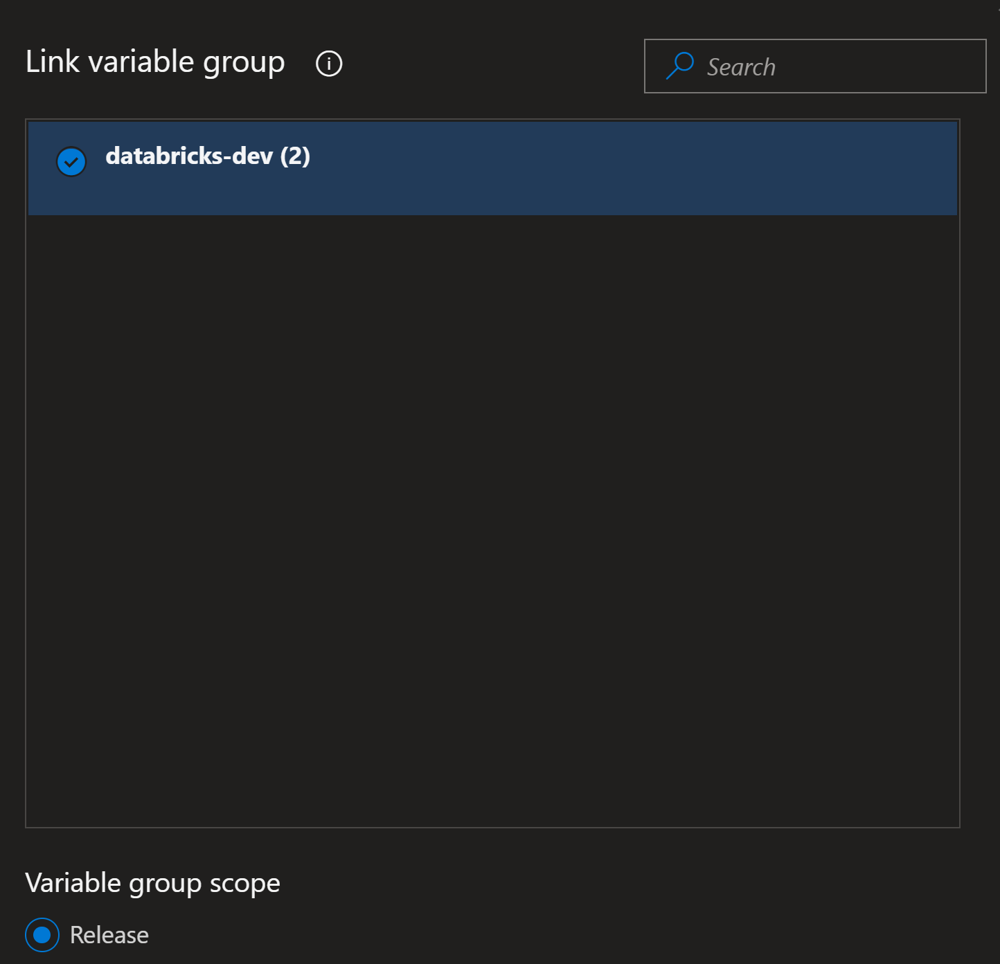 Link variable group
Search
databricks-dev (2)
Variable group scope
Release